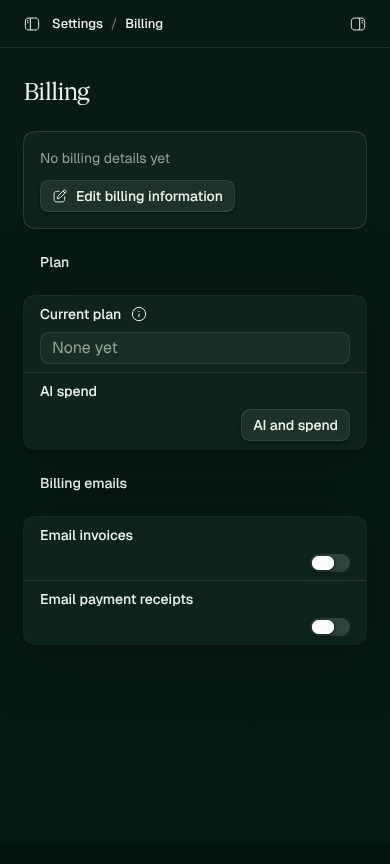 Settings / Billing
Billing
No billing details yet
Edit billing information
Plan
Current plan
None yet
AI spend
AI and spend
Billing emails
Email invoices
Email payment receipts